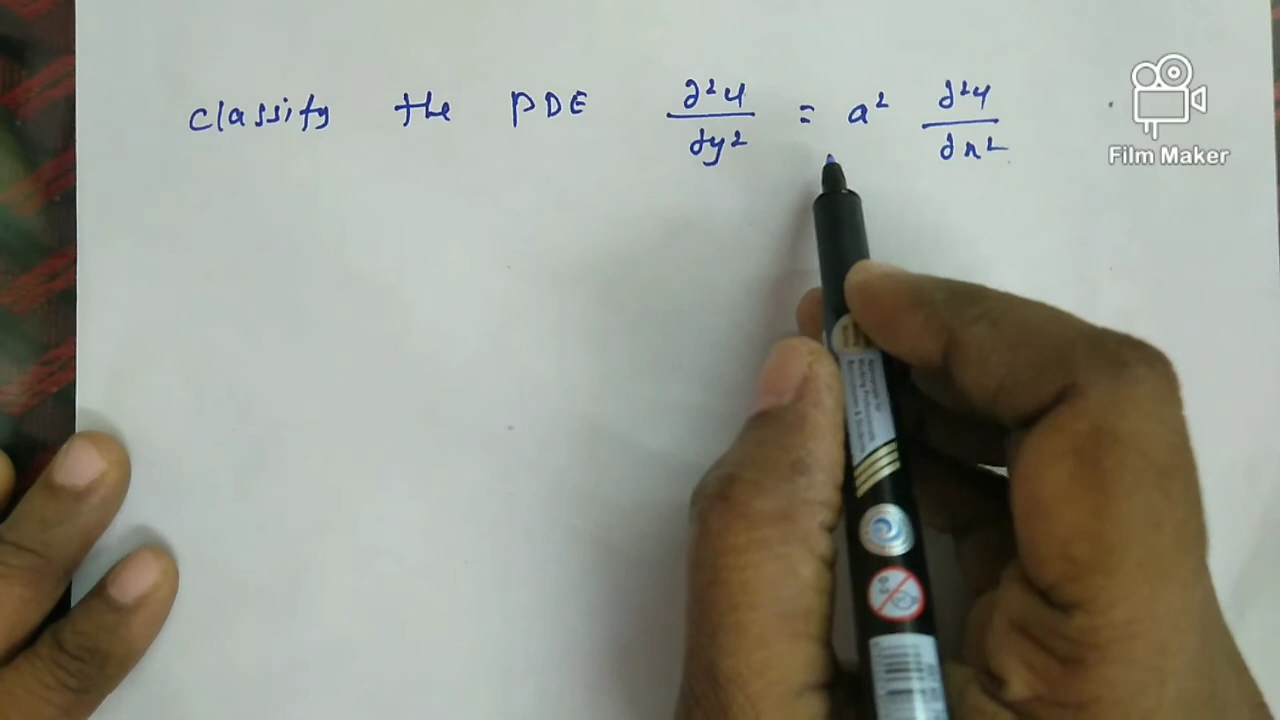 classify the PDE ∂²u/∂y² = a² ∂²u/∂x²
Film Maker